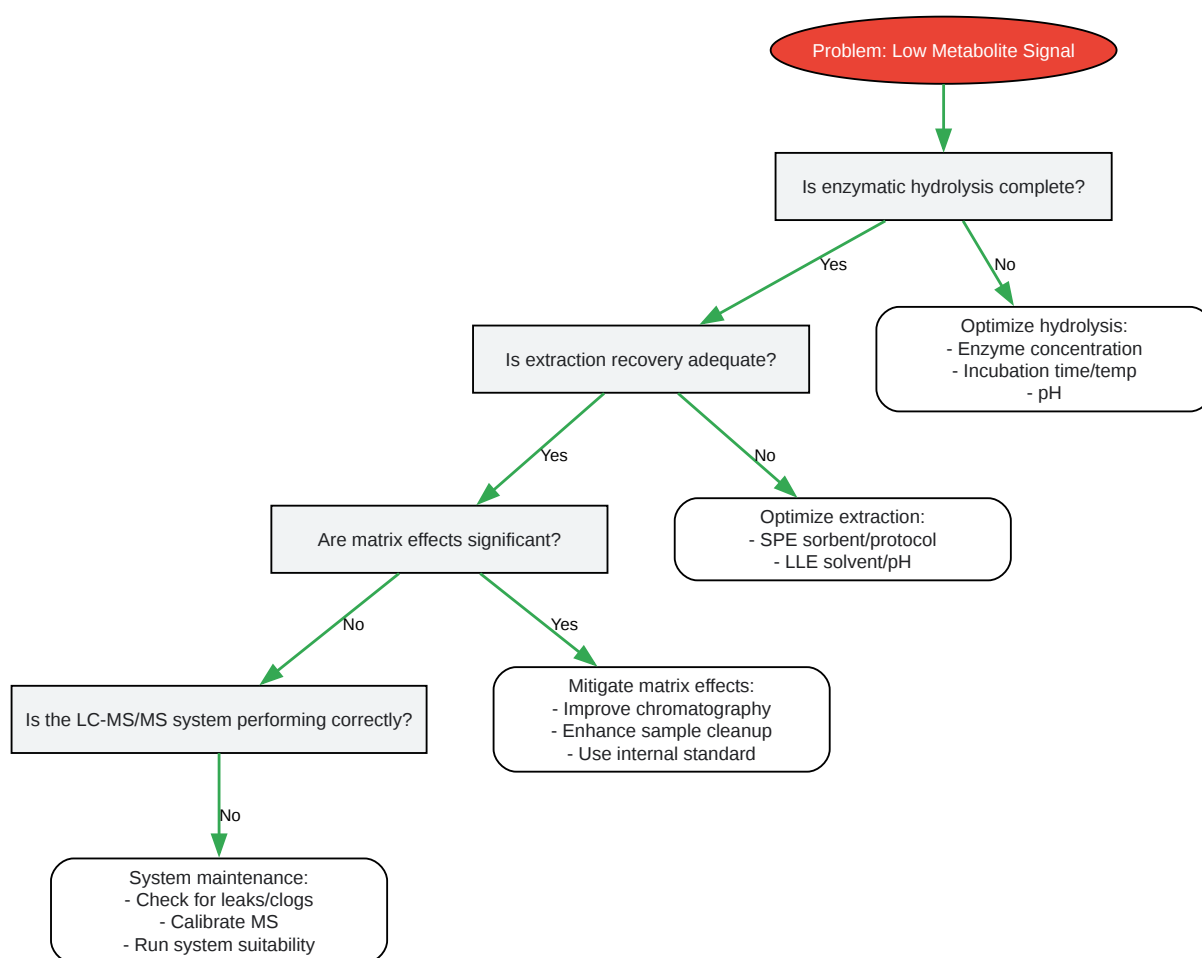 Problem: Low Metabolite Signal
Is enzymatic hydrolysis complete?
Yes
No
Optimize hydrolysis:
- Enzyme concentration
- Incubation time/temp
- pH
Is extraction recovery adequate?
Yes
No
Optimize extraction:
- SPE sorbent/protocol
- LLE solvent/pH
Are matrix effects significant?
No
Yes
Mitigate matrix effects:
- Improve chromatography
- Enhance sample cleanup
- Use internal standard
Is the LC-MS/MS system performing correctly?
No
System maintenance:
- Check for leaks/clogs
- Calibrate MS
- Run system suitability